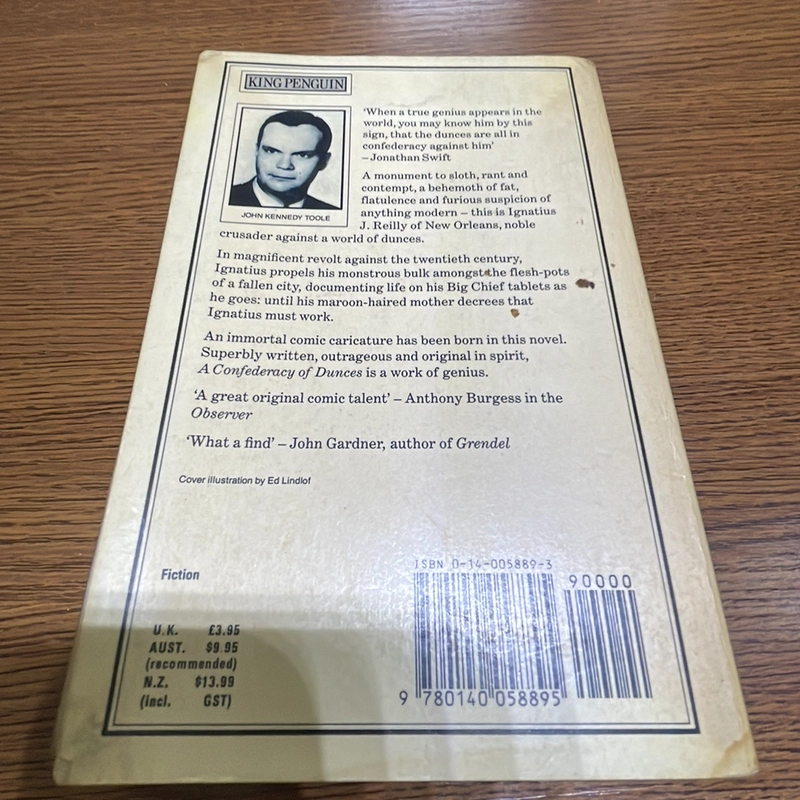 KING PENGUIN
JOHN KENNEDY TOOLE
‘When a true genius appears in the
world, you may know him by this
sign, that the dunces are all in
confederacy against him’
– Jonathan Swift
A monument to sloth, rant and
contempt, a behemoth of fat,
flatulence and furious suspicion of
anything modern – this is Ignatius
J. Reilly of New Orleans, noble
crusader against a world of dunces.
In magnificent revolt against the twentieth century,
Ignatius propels his monstrous bulk amongst the flesh-pots
of a fallen city, documenting life on his Big Chief tablets as
he goes: until his maroon-haired mother decrees that
Ignatius must work.
An immortal comic caricature has been born in this novel.
Superbly written, outrageous and original in spirit,
A Confederacy of Dunces is a work of genius.
‘A great original comic talent’ – Anthony Burgess in the
Observer
‘What a find’ – John Gardner, author of Grendel
Cover illustration by Ed Lindlof
Fiction
U.K. £3.95
AUST. $9.95
(recommended)
N.Z. $13.99
(incl. GST)
ISBN 0-14-005889-3
90000
9 780140 058895